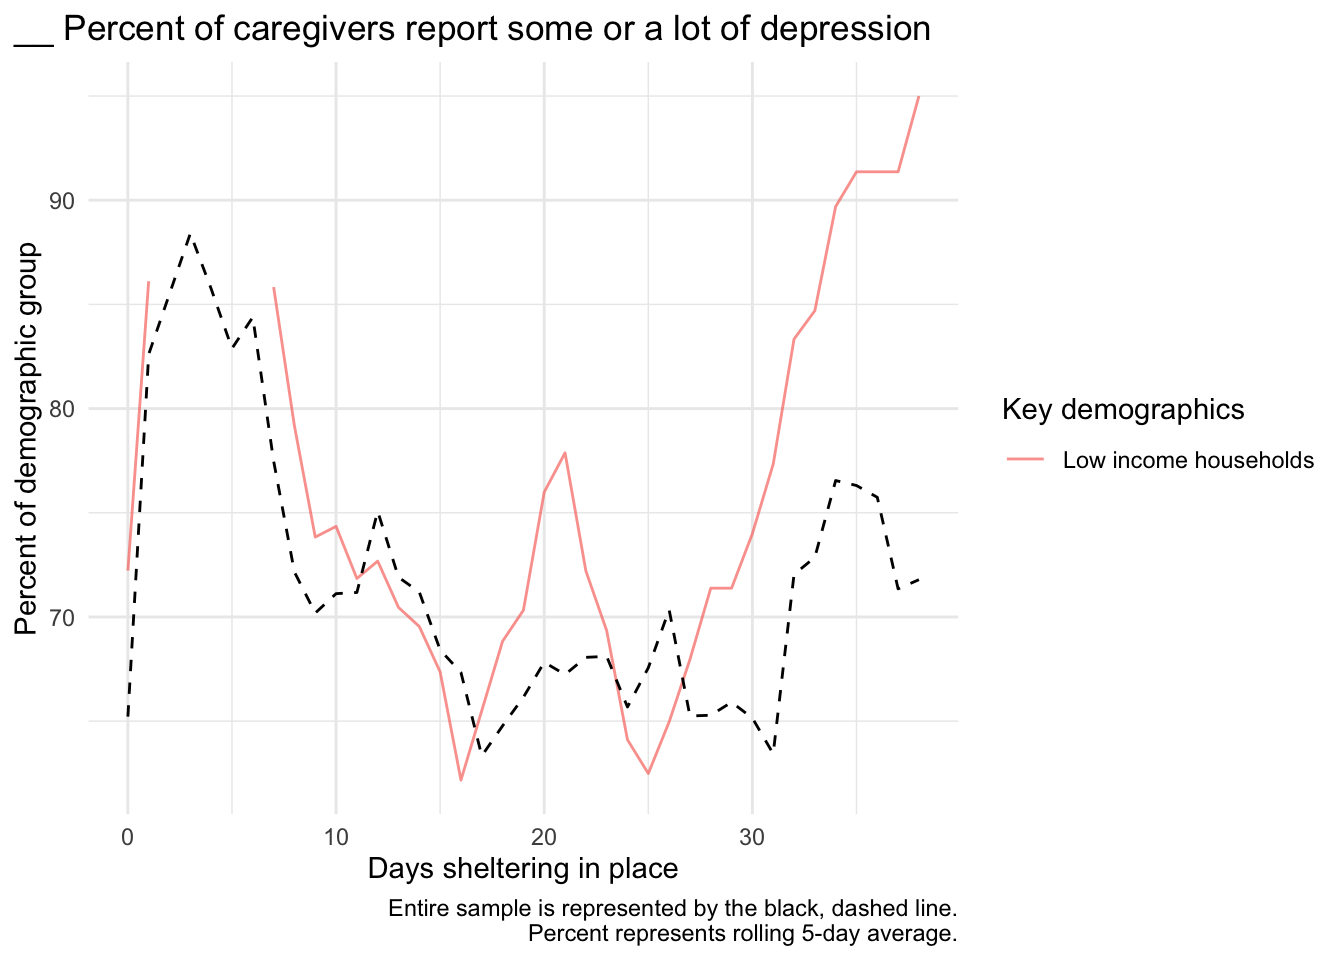 __ Percent of caregivers report some or a lot of depression
Percent of demographic group
90
80
70
0 10 20 30
Days sheltering in place
Key demographics
Low income households
Entire sample is represented by the black, dashed line.
Percent represents rolling 5-day average.